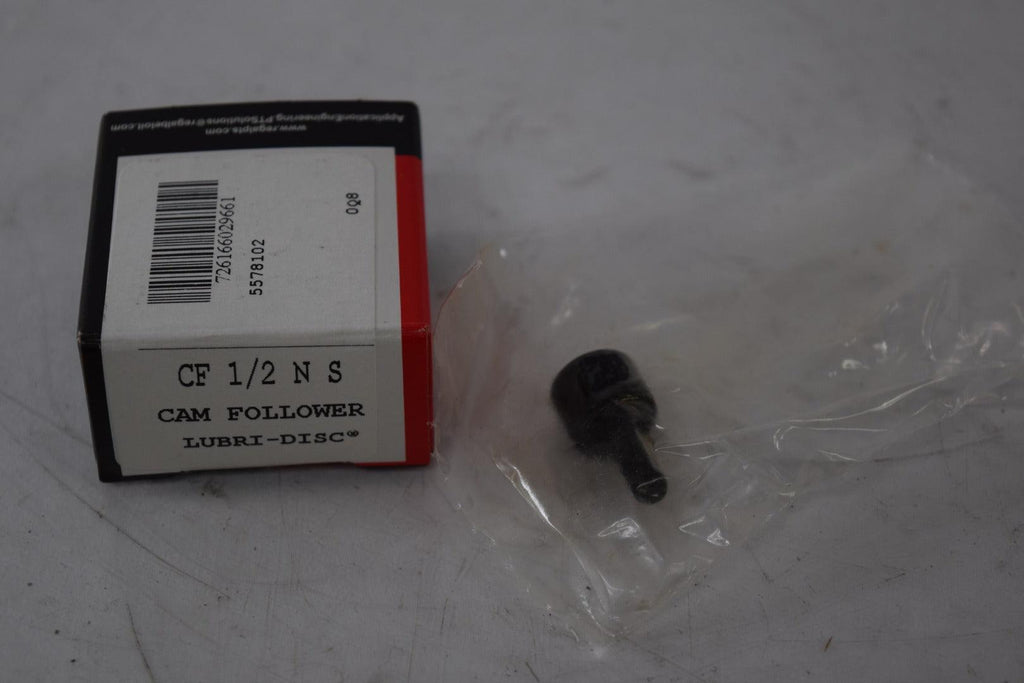 ApplicationEngineering.PTSolutions@regalbeloit.com
www.regalpts.com
726166029661
5578102
0Q8
CF 1/2 N S
CAM FOLLOWER
LUBRI-DISC®